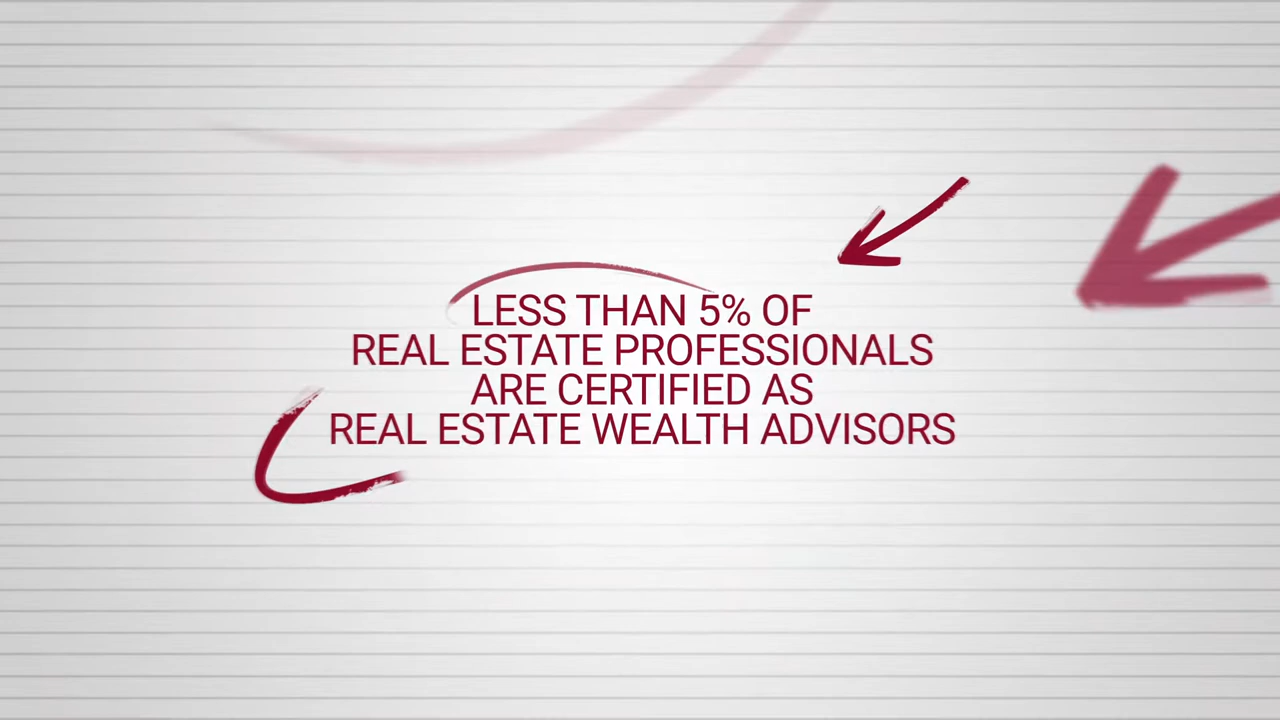 LESS THAN 5% OF
REAL ESTATE PROFESSIONALS
ARE CERTIFIED AS
REAL ESTATE WEALTH ADVISORS